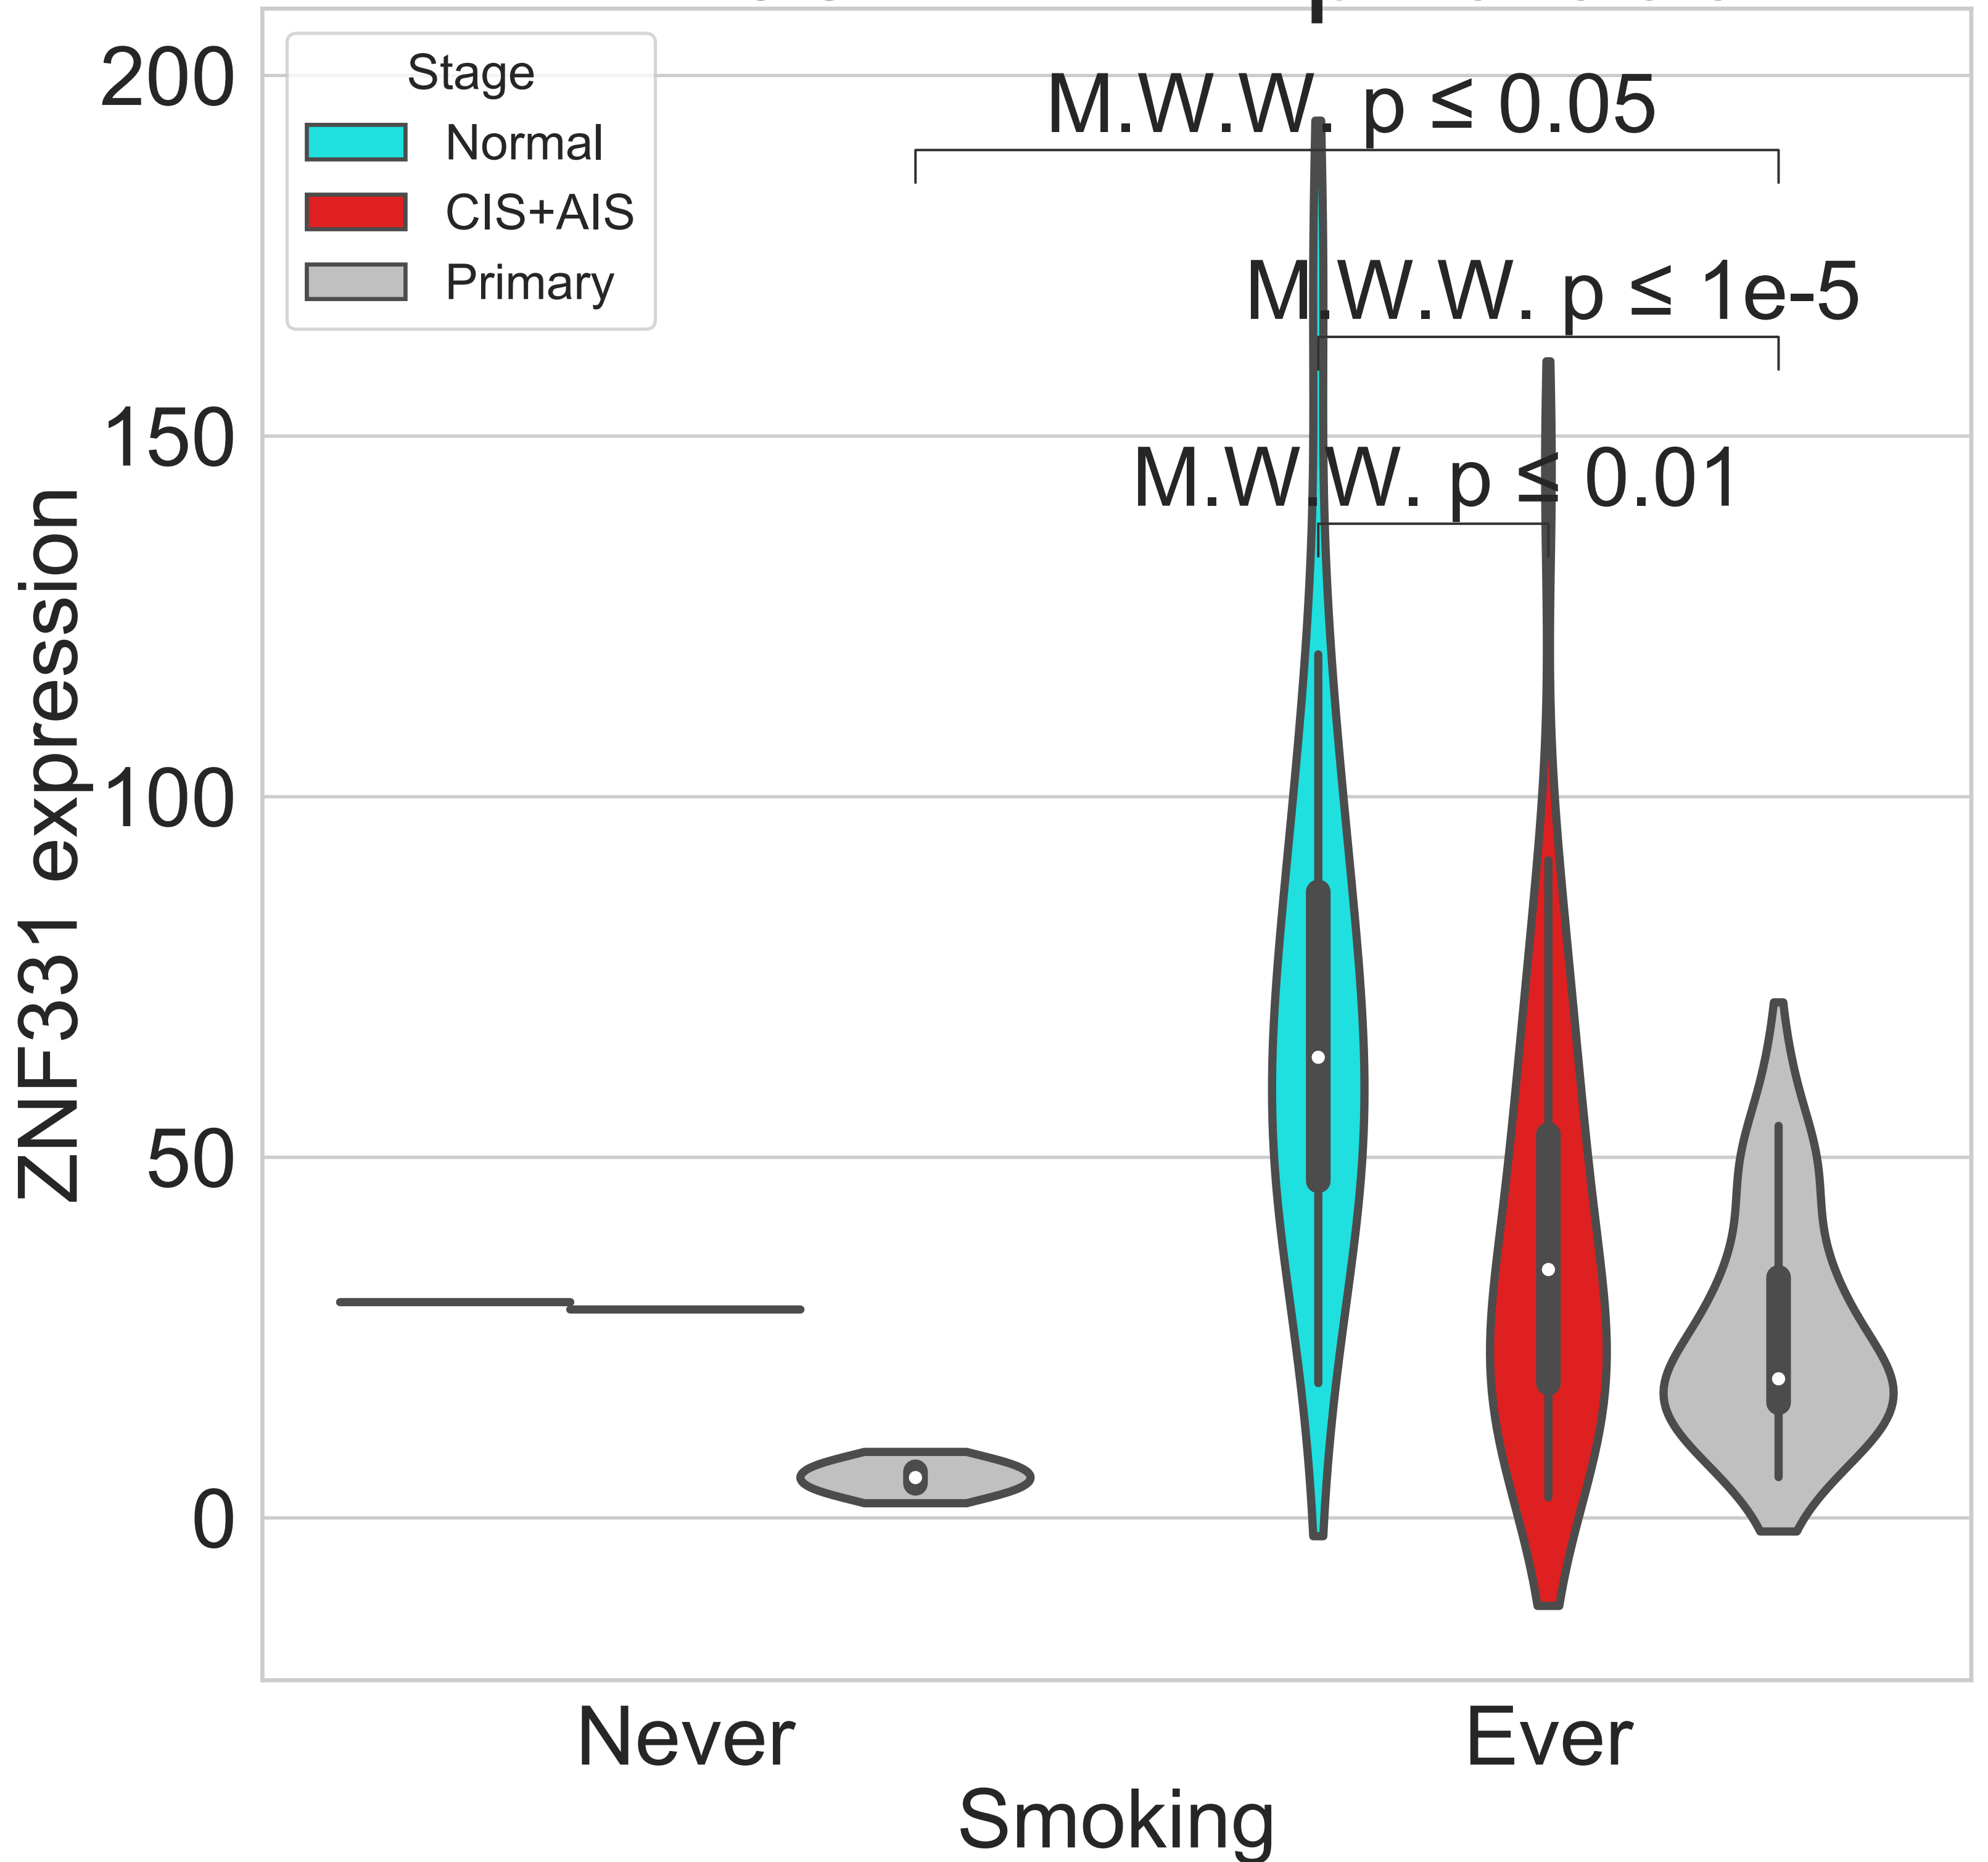 200
150
100
50
0
ZNF331 expression
Stage
Normal
CIS+AIS
Primary
M.W.W. p ≤ 0.05
M.W.W. p ≤ 1e-5
M.W.W. p ≤ 0.01
Never
Ever
Smoking